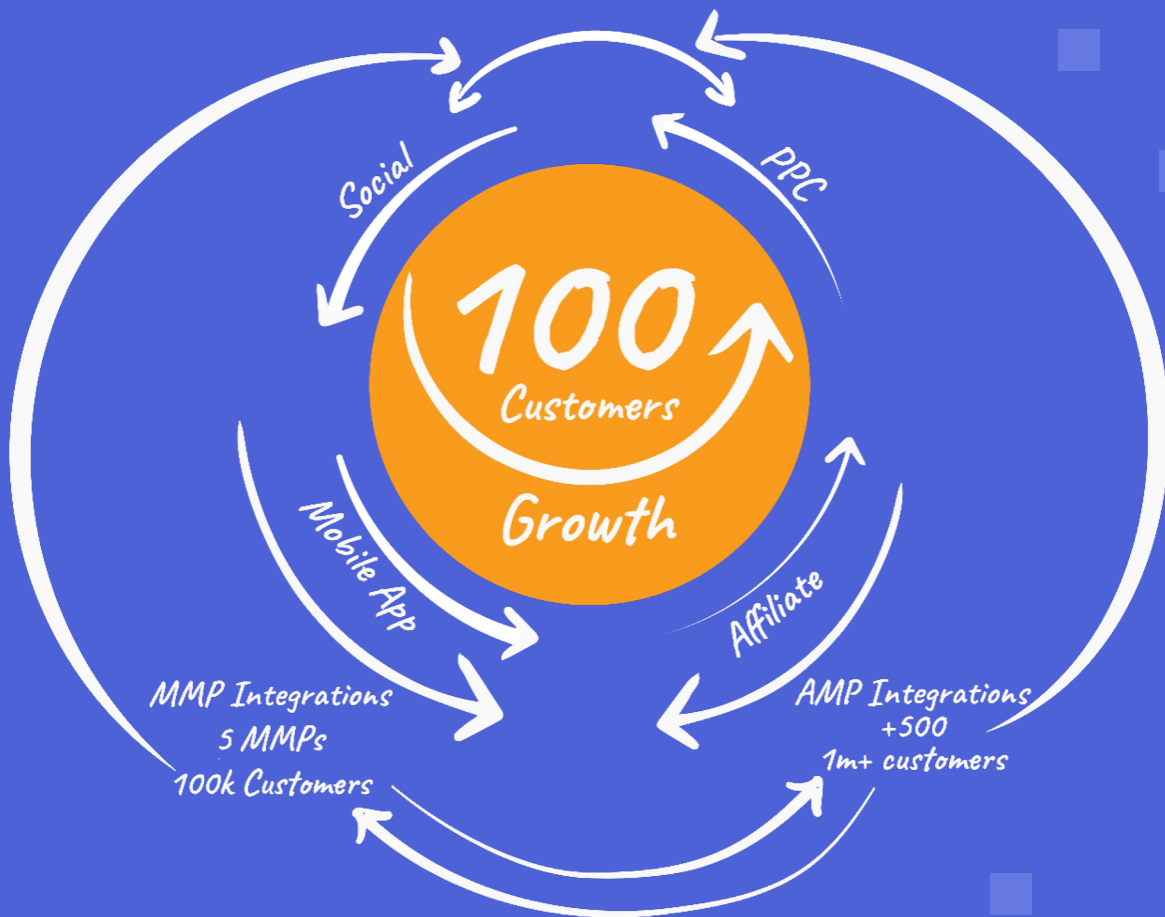 Social
PPC
100
Customers
Growth
Mobile App
Affiliate
MMP Integrations
5 MMPs
100k Customers
AMP Integrations
+500
1m+ customers